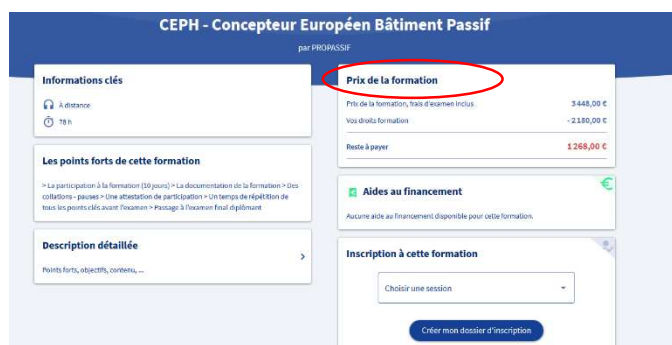 CEPH - Concepteur Européen Bâtiment Passif
par PROPASSIF
Informations clés
À distance
78 h
Les points forts de cette formation
> La participation à la formation (10 jours) > La documentation de la formation > Des
collations - pauses > Une attestation de participation > Un temps de répétition de
tous les points clés avant l'examen > Passage à l'examen final diplômant
Description détaillée
Points forts, objectifs, contenu, ...
Prix de la formation
Prix de la formation, frais d'examen inclus 3 448,00 €
Vos droits formation - 2 180,00 €
Reste à payer 1 268,00 €
Aides au financement
Aucune aide au financement disponible pour cette formation.
Inscription à cette formation
Choisir une session
Créer mon dossier d'inscription